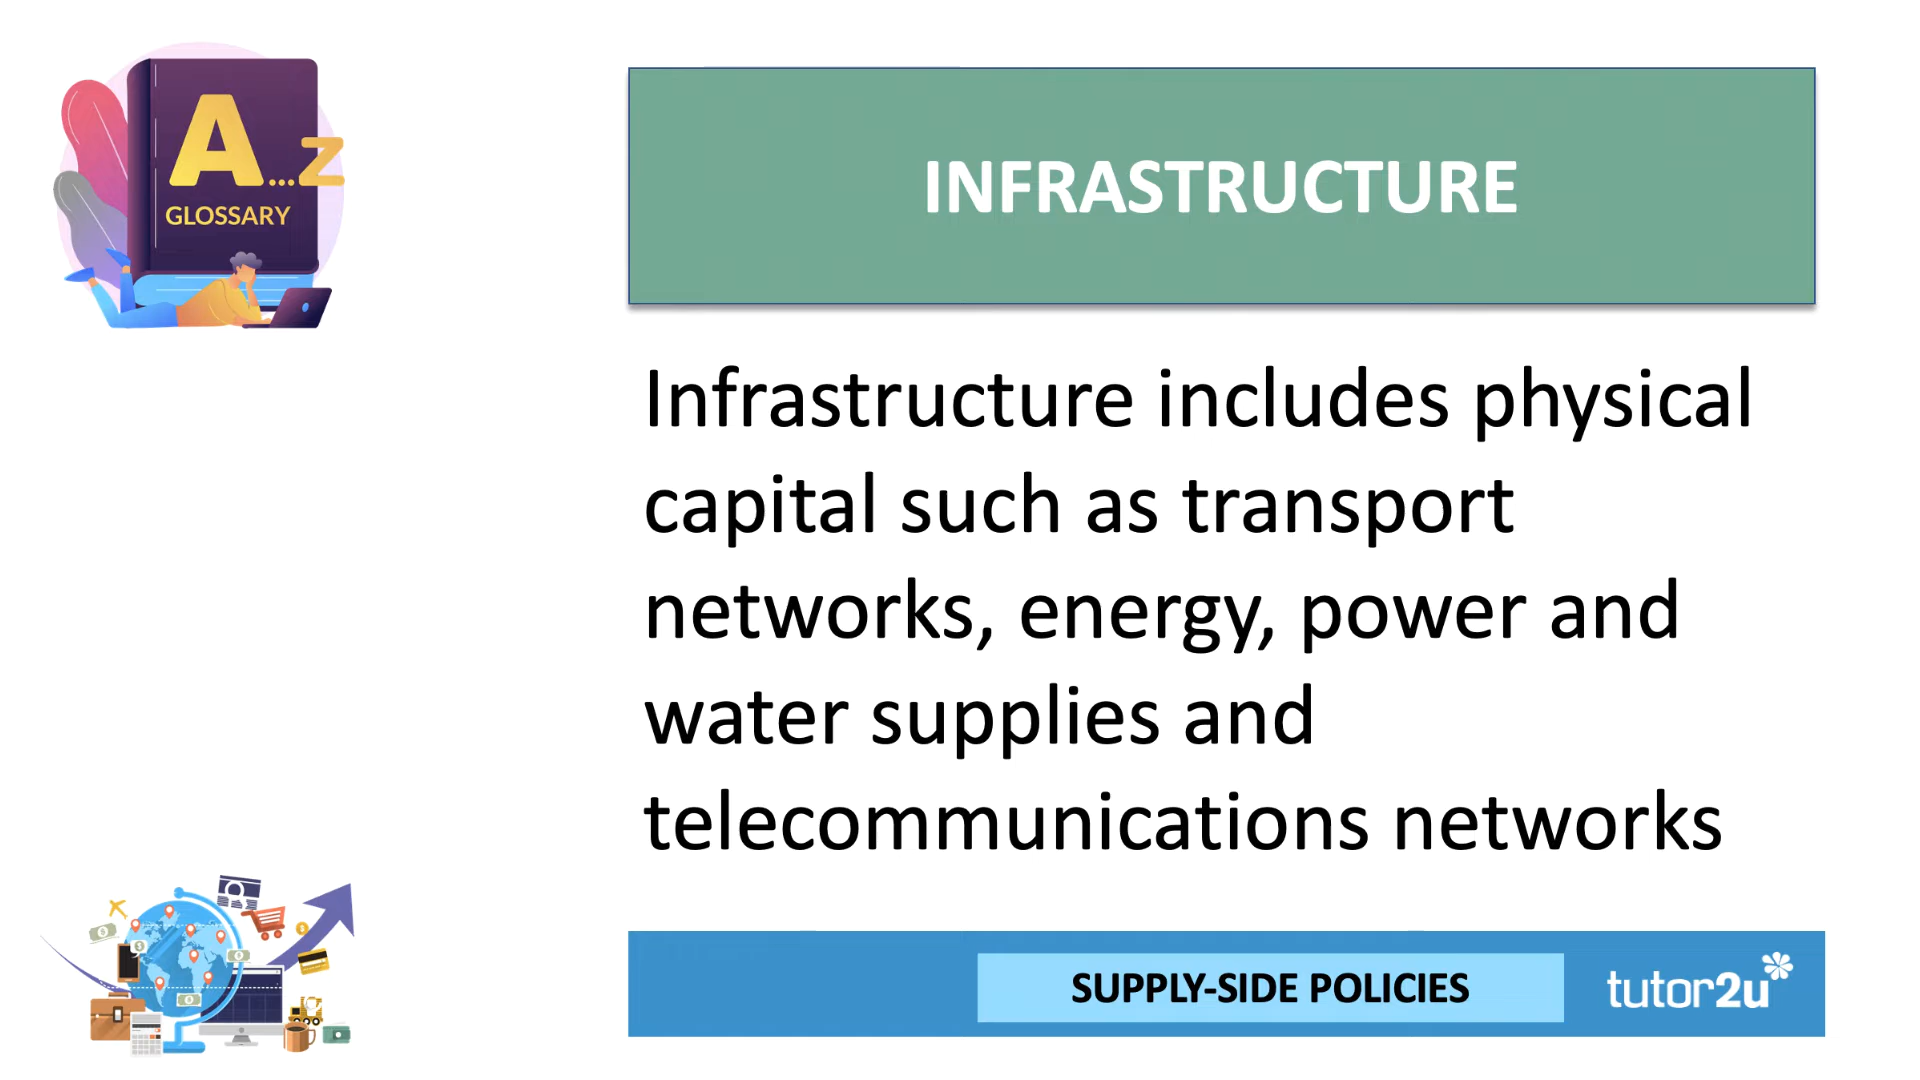 A...Z
GLOSSARY
INFRASTRUCTURE
Infrastructure includes physical
capital such as transport
networks, energy, power and
water supplies and
telecommunications networks
SUPPLY-SIDE POLICIES
tutor2u